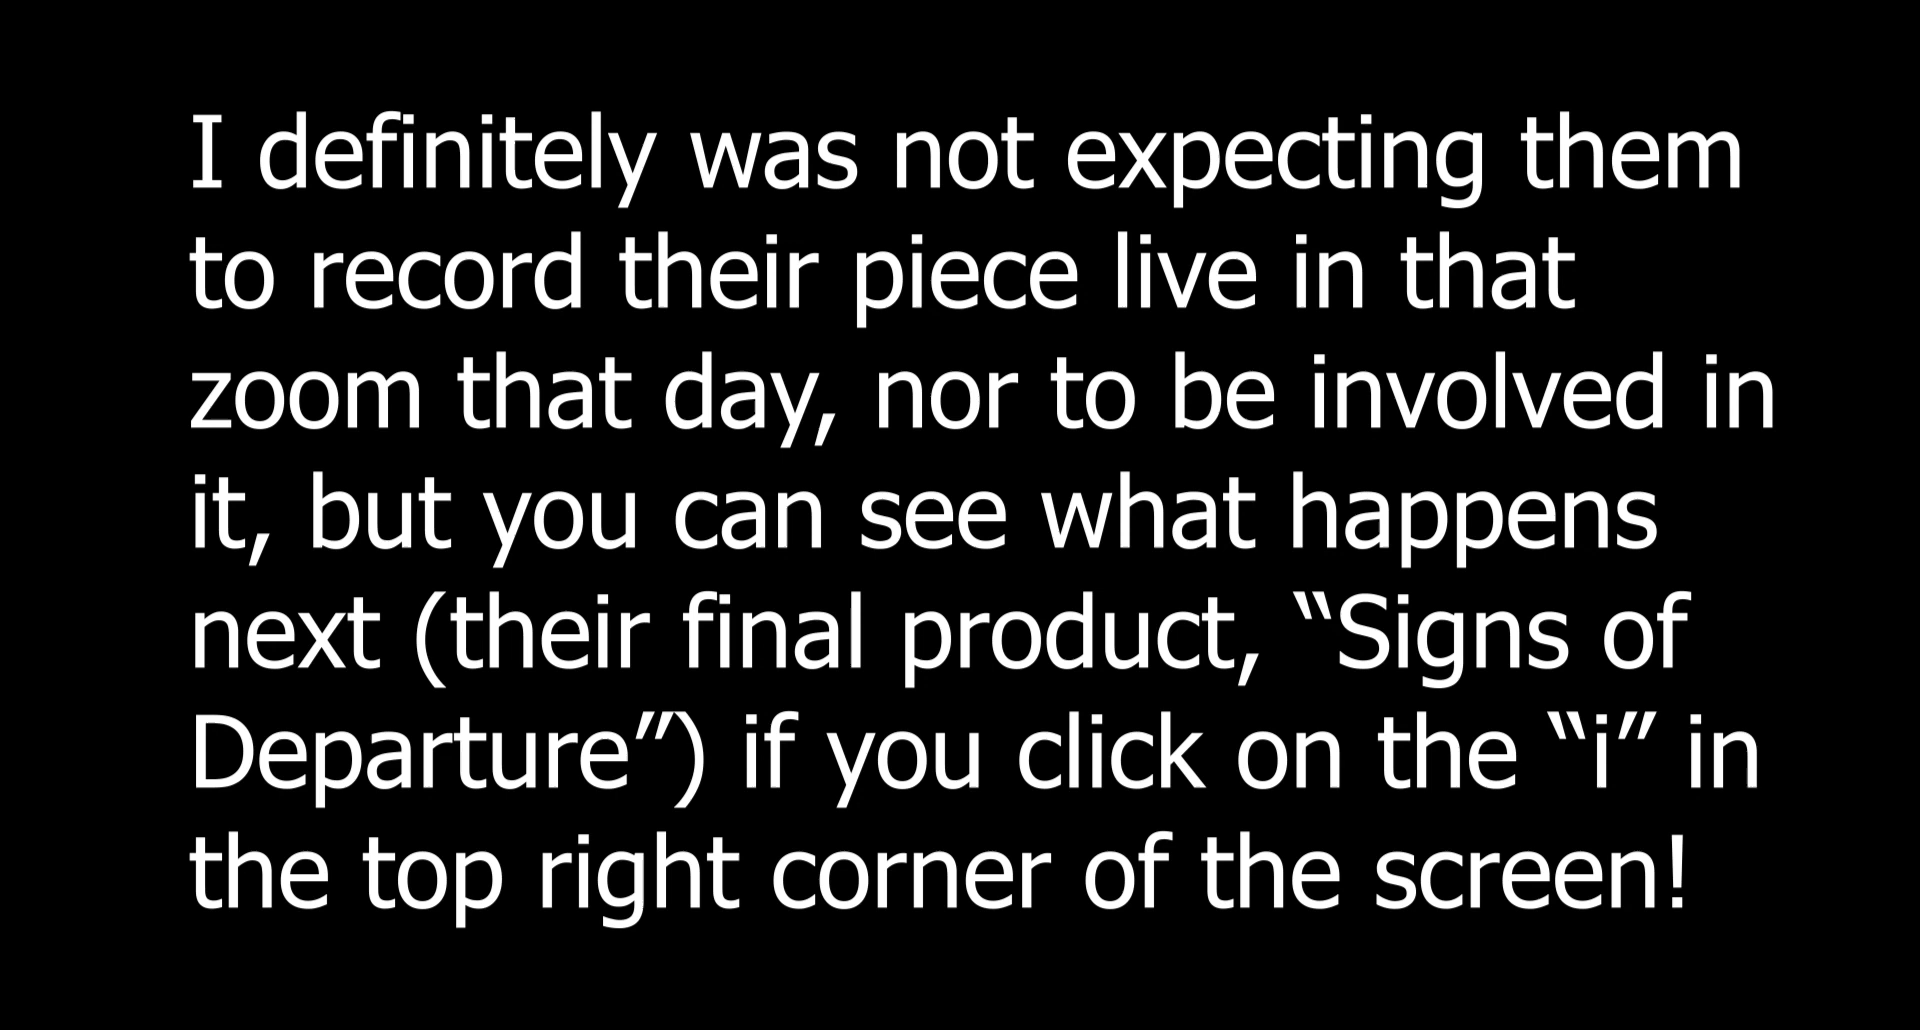 I definitely was not expecting them
to record their piece live in that
zoom that day, nor to be involved in
it, but you can see what happens
next (their final product, “Signs of
Departure”) if you click on the “i” in
the top right corner of the screen!